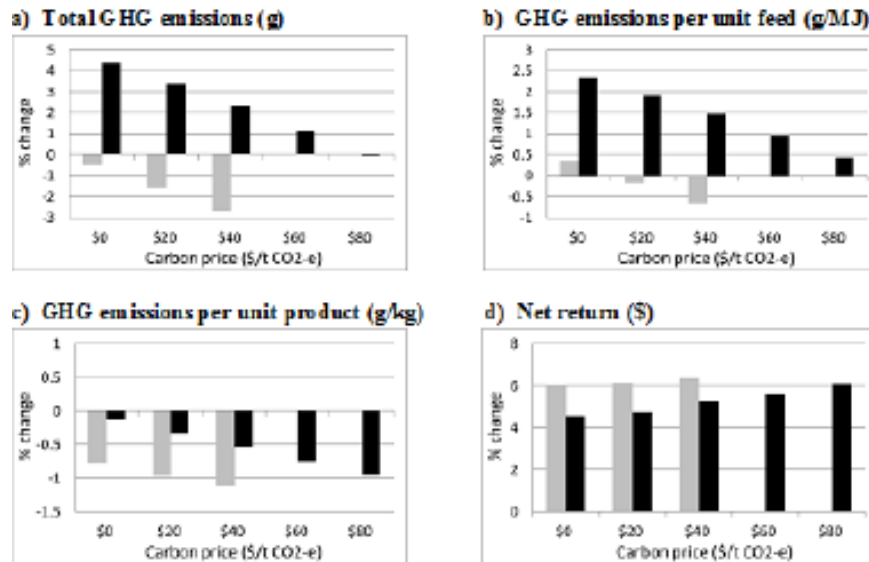 a) Total GHG emissions (g)
5
4
3
2
1
0
-1
-2
-3
% change
$0 $20 $40 $60 $80
Carbon price ($/t CO2-e)
b) GHG emissions per unit feed (g/MJ)
3
2.5
2
1.5
1
0.5
0
-0.5
-1
% change
$0 $20 $40 $60 $80
Carbon price ($/t CO2-e)
c) GHG emissions per unit product (g/kg)
1
0.5
0
-0.5
-1
-1.5
% change
$0 $20 $40 $60 $80
Carbon price ($/t CO2-e)
d) Net return ($)
8
6
4
2
0
% change
$0 $20 $40 $60 $80
Carbon price ($/t CO2-e)